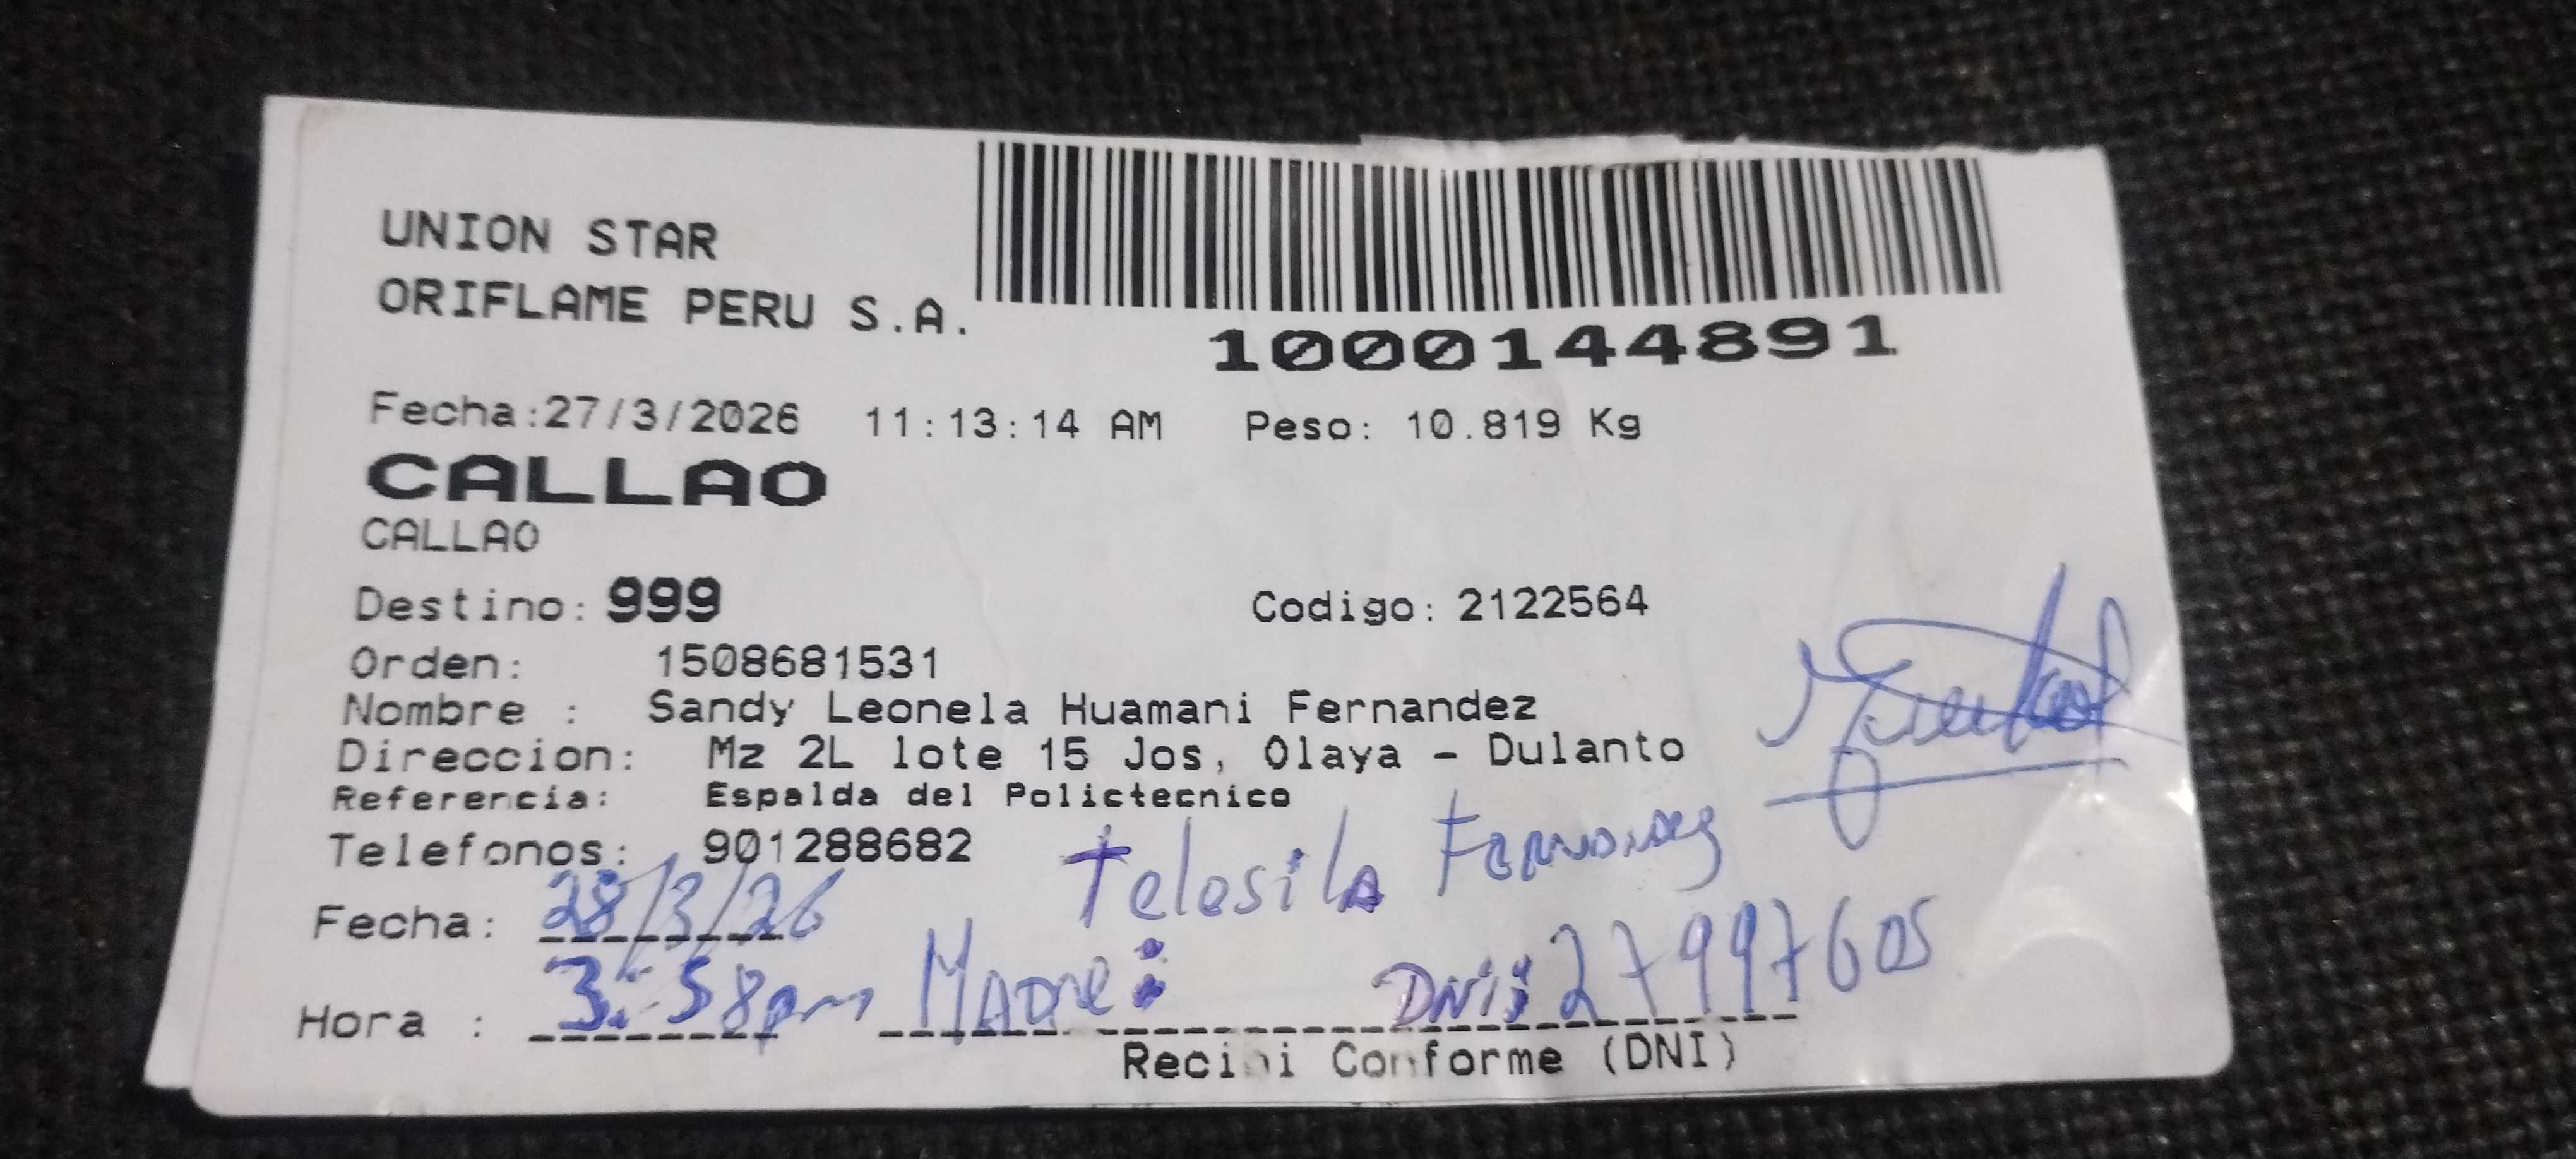 UNION STAR
ORIFLAME PERU S.A.
1000144891
Fecha:27/3/2026 11:13:14 AM Peso: 10.819 Kg
CALLAO
CALLAO
Destino: 999 Codigo: 2122564
Orden: 1508681531
Nombre : Sandy Leonela Huamani Fernandez
Direccion: Mz 2L lote 15 Jos, Olaya - Dulanto
Referencia: Espalda del Polictecnico
Telefonos: 901288682
Telesila Fernandez
Fecha: 28/3/26
Hora : 3:58pm Madre: DNI: 27997605
Recibi Conforme (DNI)